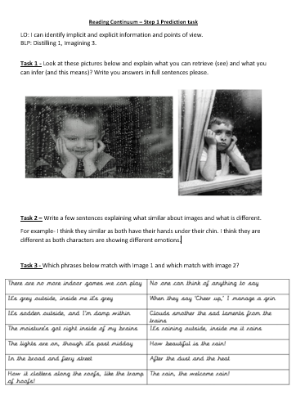 Reading Continuum – Step 3 Prediction task
LO: I can identify implicit and explicit information and points of view.
BLP: Distilling 1, Imagining 3.
Task 1 - Look at these pictures below and explain what you can retrieve (see) and what you
can infer (and this means)? Write you answers in full sentences please.
Task 2 – Write a few sentences explaining what similar about images and what is different.
For example- I think they similar as both have their hands under their chin. I think they are
different as both characters are showing different emotions.
Task 3 - Which phrases below match with image 1 and which match with image 2?
There are no more indoor games we can play
No one can think of anything to say
It's grey outside, inside me it's grey
When they say 'Cheer up,' I manage a grin
It's sodden outside, and I'm damp within
Clouds smother the sad laments from the
brains
The moisture's got right inside of my brains
It's raining outside, inside me it rains
The lights are on, though it's past midday
How beautiful is the rain!
In the broad and fiery street
After the dust and the heat
How it clatters along the roofs, like the tramp
of hoofs!
The rain, the welcome rain!